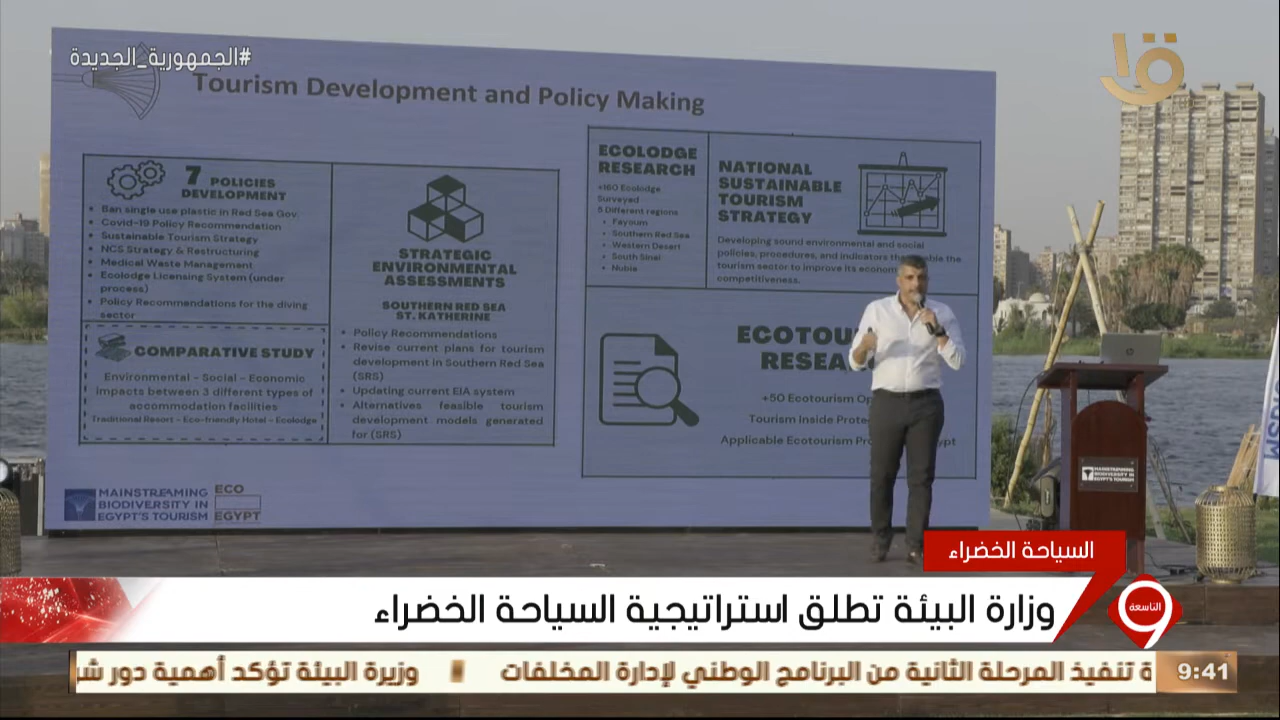 #الجمهورية_الجديدة
Tourism Development and Policy Making
7 POLICIES
DEVELOPMENT
• Ban single use plastic in Red Sea Gov.
• Covid-19 Policy Recommendation
• Sustainable Tourism Strategy
• NCS Strategy & Restructuring
• Medical Waste Management
• Ecolodge Licensing System (under
process)
• Policy Recommendations for the diving
sector
COMPARATIVE STUDY
Environmental - Social - Economic
impacts between 3 different types of
accommodation facilities
Traditional Resort - Eco-friendly Hotel - Ecolodge
STRATEGIC
ENVIRONMENTAL
ASSESSMENTS
SOUTHERN RED SEA
ST. KATHERINE
• Policy Recommendations
• Revise current plans for tourism
development in Southern Red Sea
(SRS)
• Updating current EIA system
• Alternatives feasible tourism
development models generated
for (SRS)
ECOLODGE
RESEARCH
+160 Ecolodge
Surveyed
5 Different regions
• Fayoum
• Southern Red Sea
• Western Desert
• South Sinai
• Nubia
NATIONAL
SUSTAINABLE
TOURISM
STRATEGY
Developing sound environmental and social
policies, procedures, and indicators the
tourism sector to improve its
competitiveness.
+50 Ecotourism
Tourism Inside
Applicable Ecotourism
MAINSTREAMING
BIODIVERSITY IN
EGYPT'S TOURISM
ECO
EGYPT
MAINSTREAMING
BIODIVERSITY IN
EGYPT'S TOURISM
hp
السياحة الخضراء
وزارة البيئة تطلق استراتيجية السياحة الخضراء
التاسعة
9:41
ة تنفيذ المرحلة الثانية من البرنامج الوطني لإدارة المخلفات
وزيرة البيئة تؤكد أهمية دور